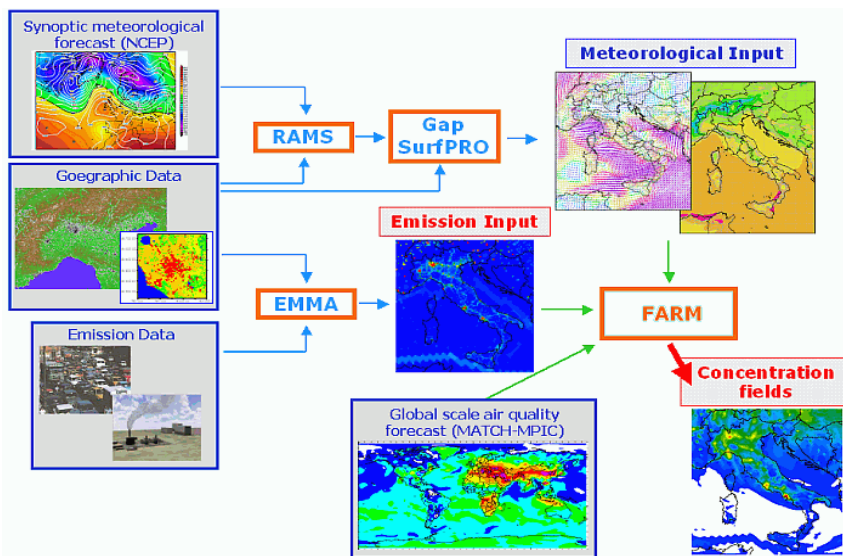 Synoptic meteorological
forecast (NCEP)
Meteorological Input
RAMS
Gap
SurfPRO
Goegraphic Data
Emission Input
EMMA
FARM
Emission Data
Concentration
fields
Global scale air quality
forecast (MATCH-MPIC)